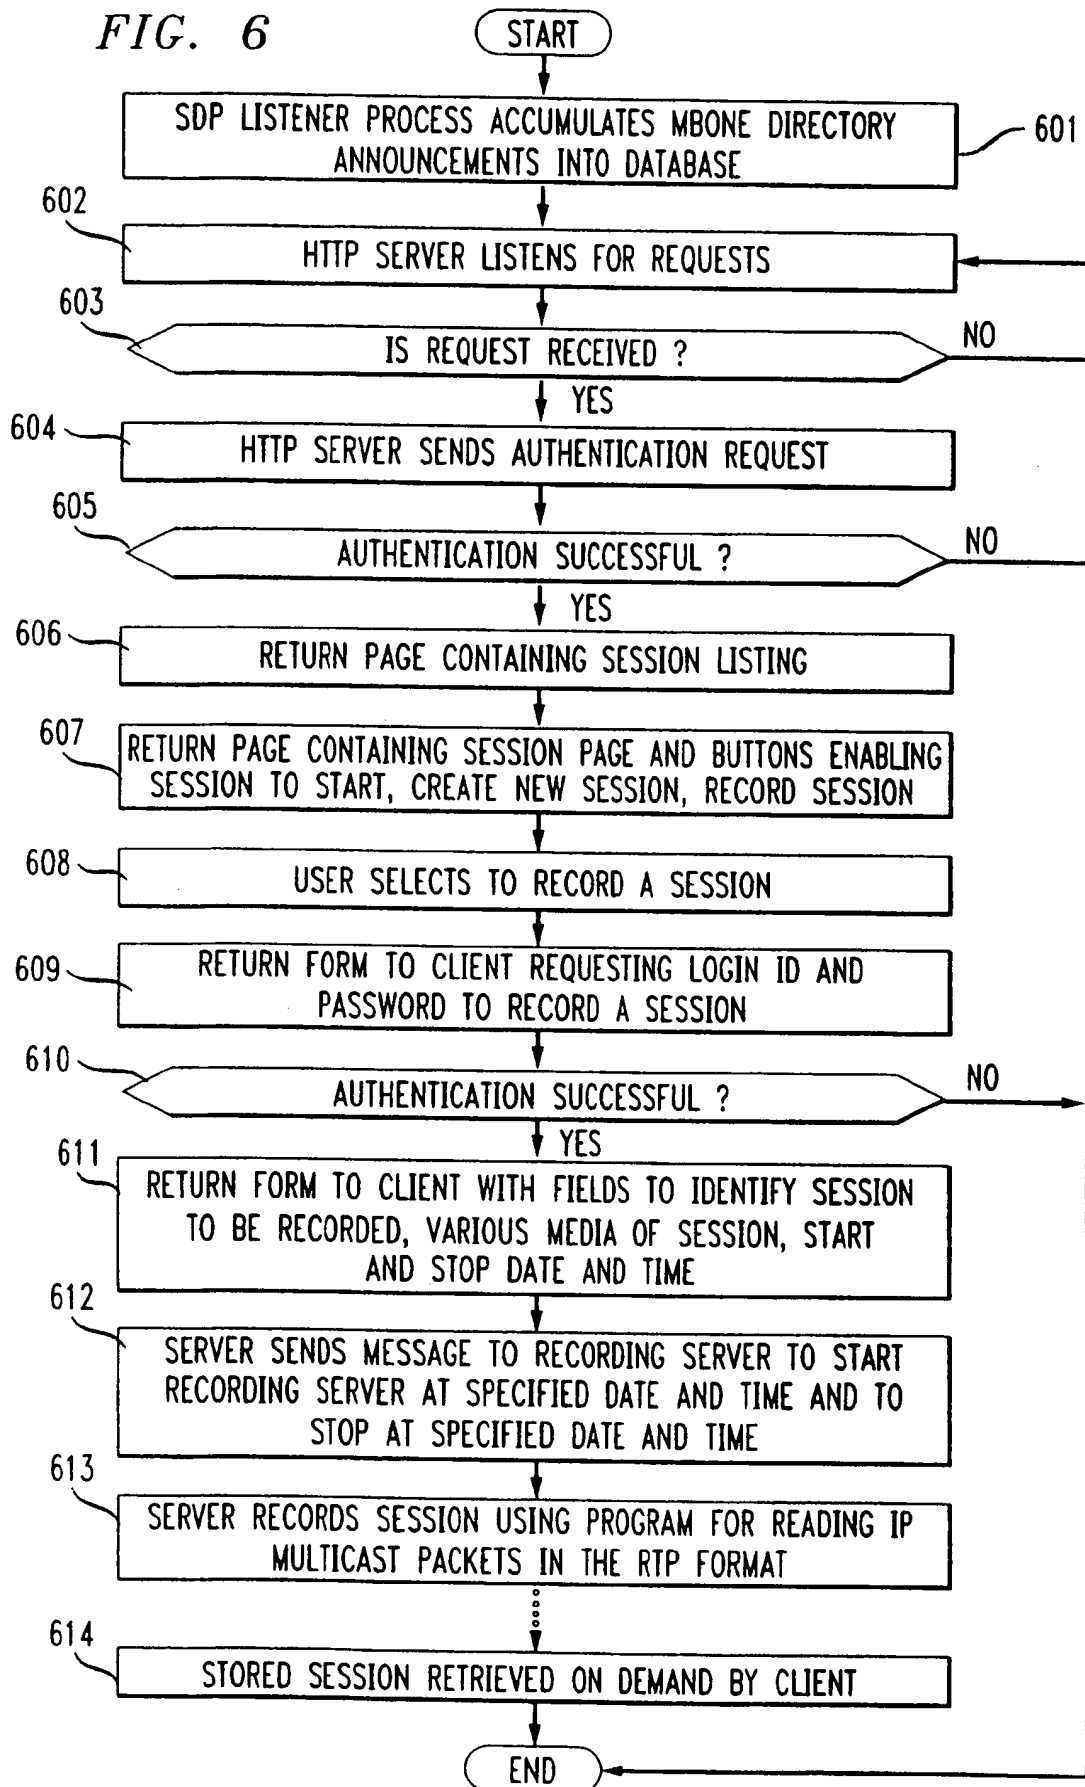 FIG. 6
START
SDP LISTENER PROCESS ACCUMULATES MBONE DIRECTORY
ANNOUNCEMENTS INTO DATABASE
601
602
HTTP SERVER LISTENS FOR REQUESTS
603
IS REQUEST RECEIVED ?
NO
YES
604
HTTP SERVER SENDS AUTHENTICATION REQUEST
605
AUTHENTICATION SUCCESSFUL ?
NO
YES
606
RETURN PAGE CONTAINING SESSION LISTING
607
RETURN PAGE CONTAINING SESSION PAGE AND BUTTONS ENABLING
SESSION TO START, CREATE NEW SESSION, RECORD SESSION
608
USER SELECTS TO RECORD A SESSION
609
RETURN FORM TO CLIENT REQUESTING LOGIN ID AND
PASSWORD TO RECORD A SESSION
610
AUTHENTICATION SUCCESSFUL ?
NO
YES
611
RETURN FORM TO CLIENT WITH FIELDS TO IDENTIFY SESSION
TO BE RECORDED, VARIOUS MEDIA OF SESSION, START
AND STOP DATE AND TIME
612
SERVER SENDS MESSAGE TO RECORDING SERVER TO START
RECORDING SERVER AT SPECIFIED DATE AND TIME AND TO
STOP AT SPECIFIED DATE AND TIME
613
SERVER RECORDS SESSION USING PROGRAM FOR READING IP
MULTICAST PACKETS IN THE RTP FORMAT
614
STORED SESSION RETRIEVED ON DEMAND BY CLIENT
END